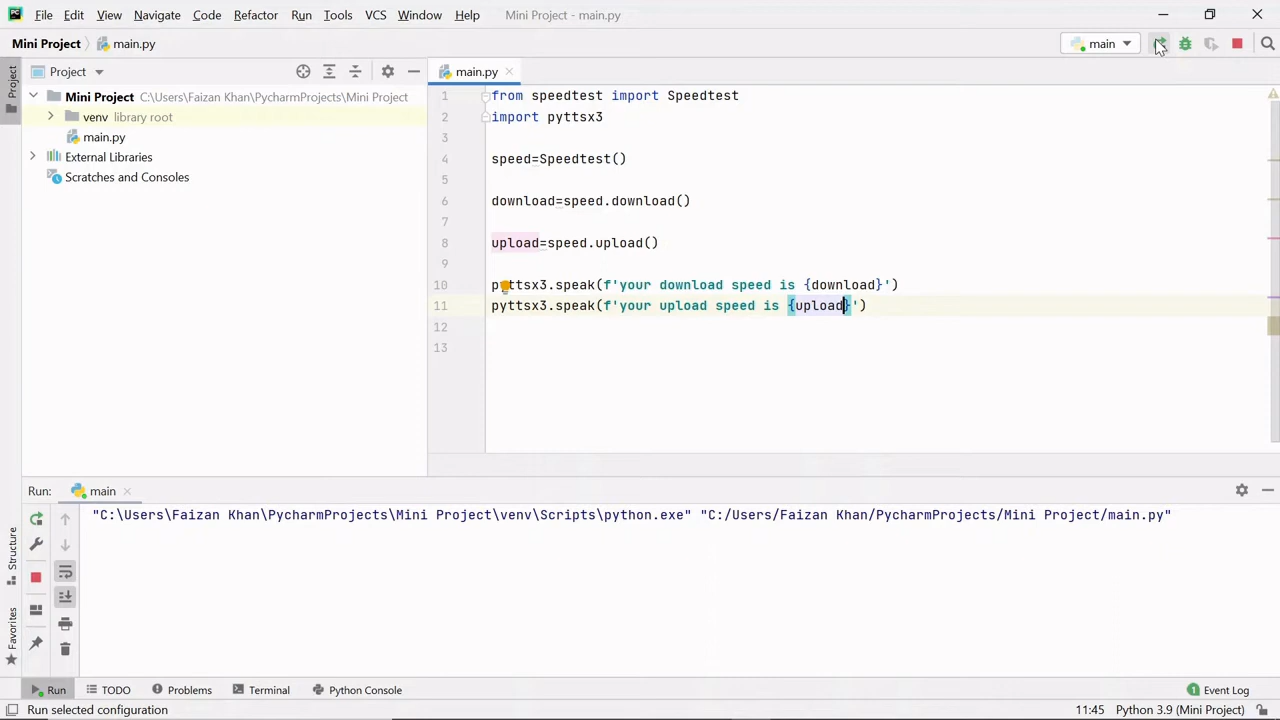 File Edit View Navigate Code Refactor Run Tools VCS Window Help Mini Project - main.py
Mini Project main.py main
Project
Project
main.py
Mini Project C:\Users\Faizan Khan\PycharmProjects\Mini Project
venv library root
main.py
External Libraries
Scratches and Consoles
1 from speedtest import Speedtest
2 import pyttsx3
3
4 speed=Speedtest()
5
6 download=speed.download()
7
8 upload=speed.upload()
9
10 pyttsx3.speak(f'your download speed is {download}')
11 pyttsx3.speak(f'your upload speed is {upload}')
12
13
Structure
Favorites
Run: main
"C:\Users\Faizan Khan\PycharmProjects\Mini Project\venv\Scripts\python.exe" "C:/Users/Faizan Khan/PycharmProjects/Mini Project/main.py"
Run TODO Problems Terminal Python Console 1 Event Log
Run selected configuration 11:45 Python 3.9 (Mini Project)